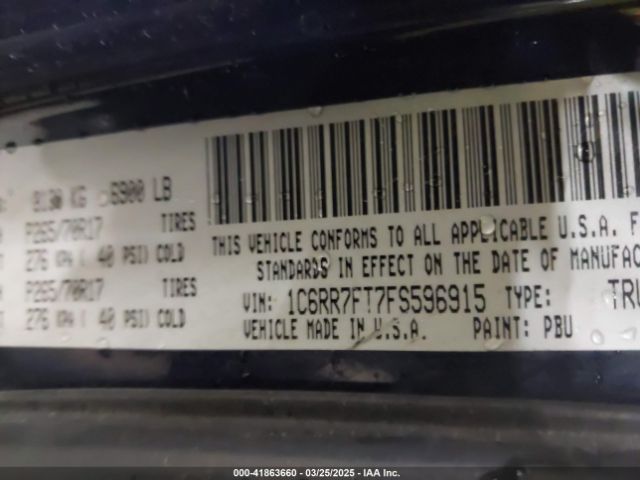 KG 6900 LB
P265/70R17 TIRES
276 KPA ( 40 PSI) COLD
P265/70R17 TIRES
276 KPA ( 40 PSI) COLD
THIS VEHICLE CONFORMS TO ALL APPLICABLE U.S.A. F
STANDARDS IN EFFECT ON THE DATE OF MANUFAC
VIN: 1C6RR7FT7FS596915 TYPE: TRU
VEHICLE MADE IN U.S.A. PAINT: PBU
000-41863660 - 03/25/2025 - IAA Inc.